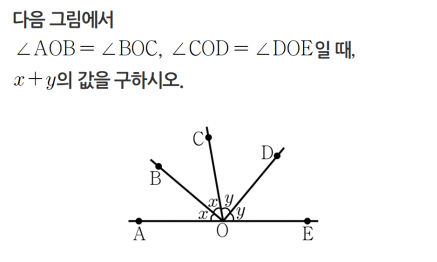 다음 그림에서
∠AOB = ∠BOC, ∠COD = ∠DOE일 때,
x+y의 값을 구하시오.
C
D
B
x y
x y
A O E